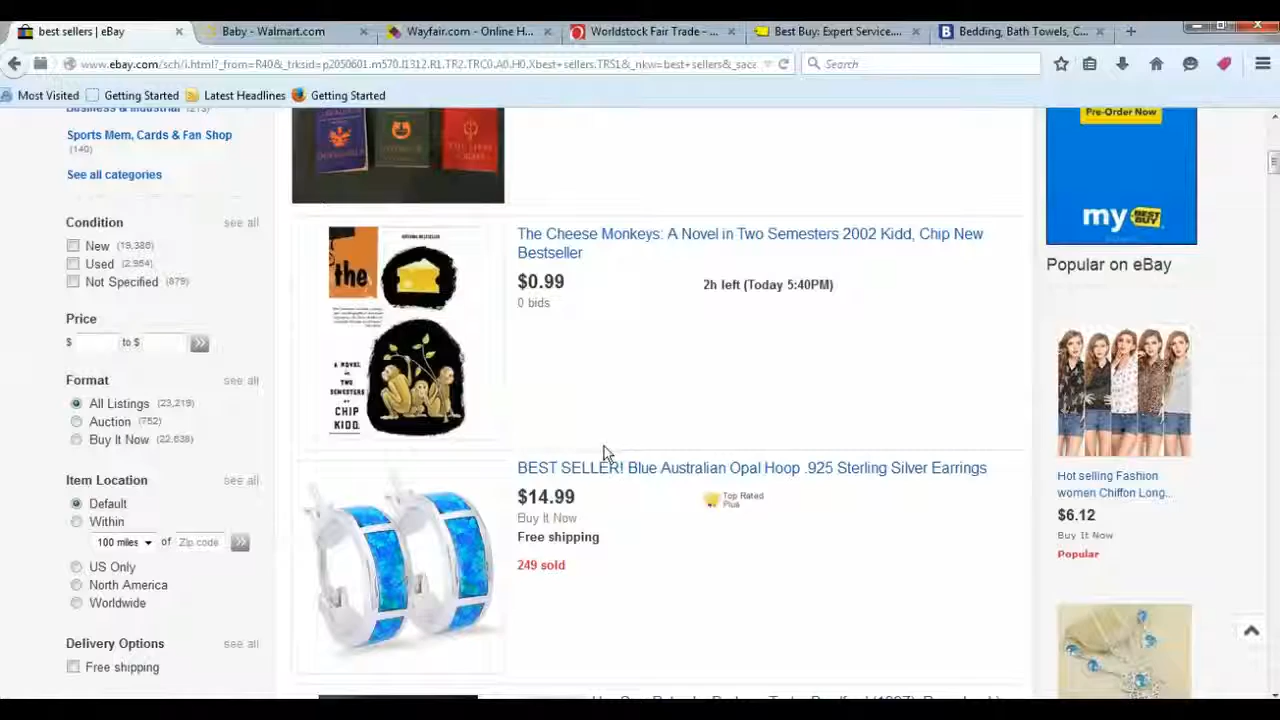 best sellers | eBay
Baby - Walmart.com
Wayfair.com - Online H...
Worldstock Fair Trade - ...
Best Buy: Expert Service....
Bedding, Bath Towels, C...
www.ebay.com/sch/i.html?_from=R40&_trksid=p2050601.m570.l1312.R1.TR2.TRC0.A0.H0.Xbest+sellers.TRS1&_nkw=best+sellers&_saca
Search
Most Visited
Getting Started
Latest Headlines
Getting Started
Business & Industrial (213)
Sports Mem, Cards & Fan Shop
(149)
See all categories
Condition
see all
New (19,386)
Used (2,954)
Not Specified (879)
Price
$ to $
Format
see all
All Listings (23,219)
Auction (752)
Buy It Now (22,638)
Item Location
see all
Default
Within
100 miles of Zip code
US Only
North America
Worldwide
Delivery Options
see all
Free shipping
the
A NOVEL
IN
TWO
SEMESTERS
BY
CHIP
KIDD.
The Cheese Monkeys: A Novel in Two Semesters 2002 Kidd, Chip New
Bestseller
$0.99
2h left (Today 5:40PM)
0 bids
BEST SELLER! Blue Australian Opal Hoop .925 Sterling Silver Earrings
$14.99
Top Rated
Plus
Buy It Now
Free shipping
249 sold
Pre-Order Now
my BEST BUY
Popular on eBay
Hot selling Fashion
women Chiffon Long...
$6.12
Buy It Now
Popular